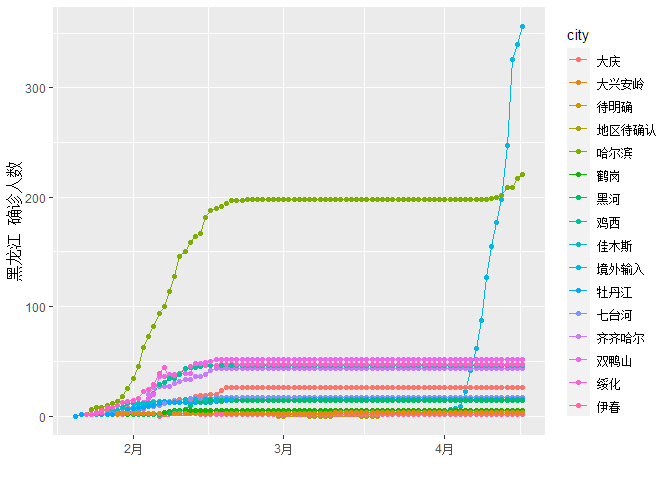 黑龙江 确诊人数
300
200
100
0
2月
3月
4月
city
大庆
大兴安岭
待明确
地区待确认
哈尔滨
鹤岗
黑河
鸡西
佳木斯
境外输入
牡丹江
七台河
齐齐哈尔
双鸭山
绥化
伊春